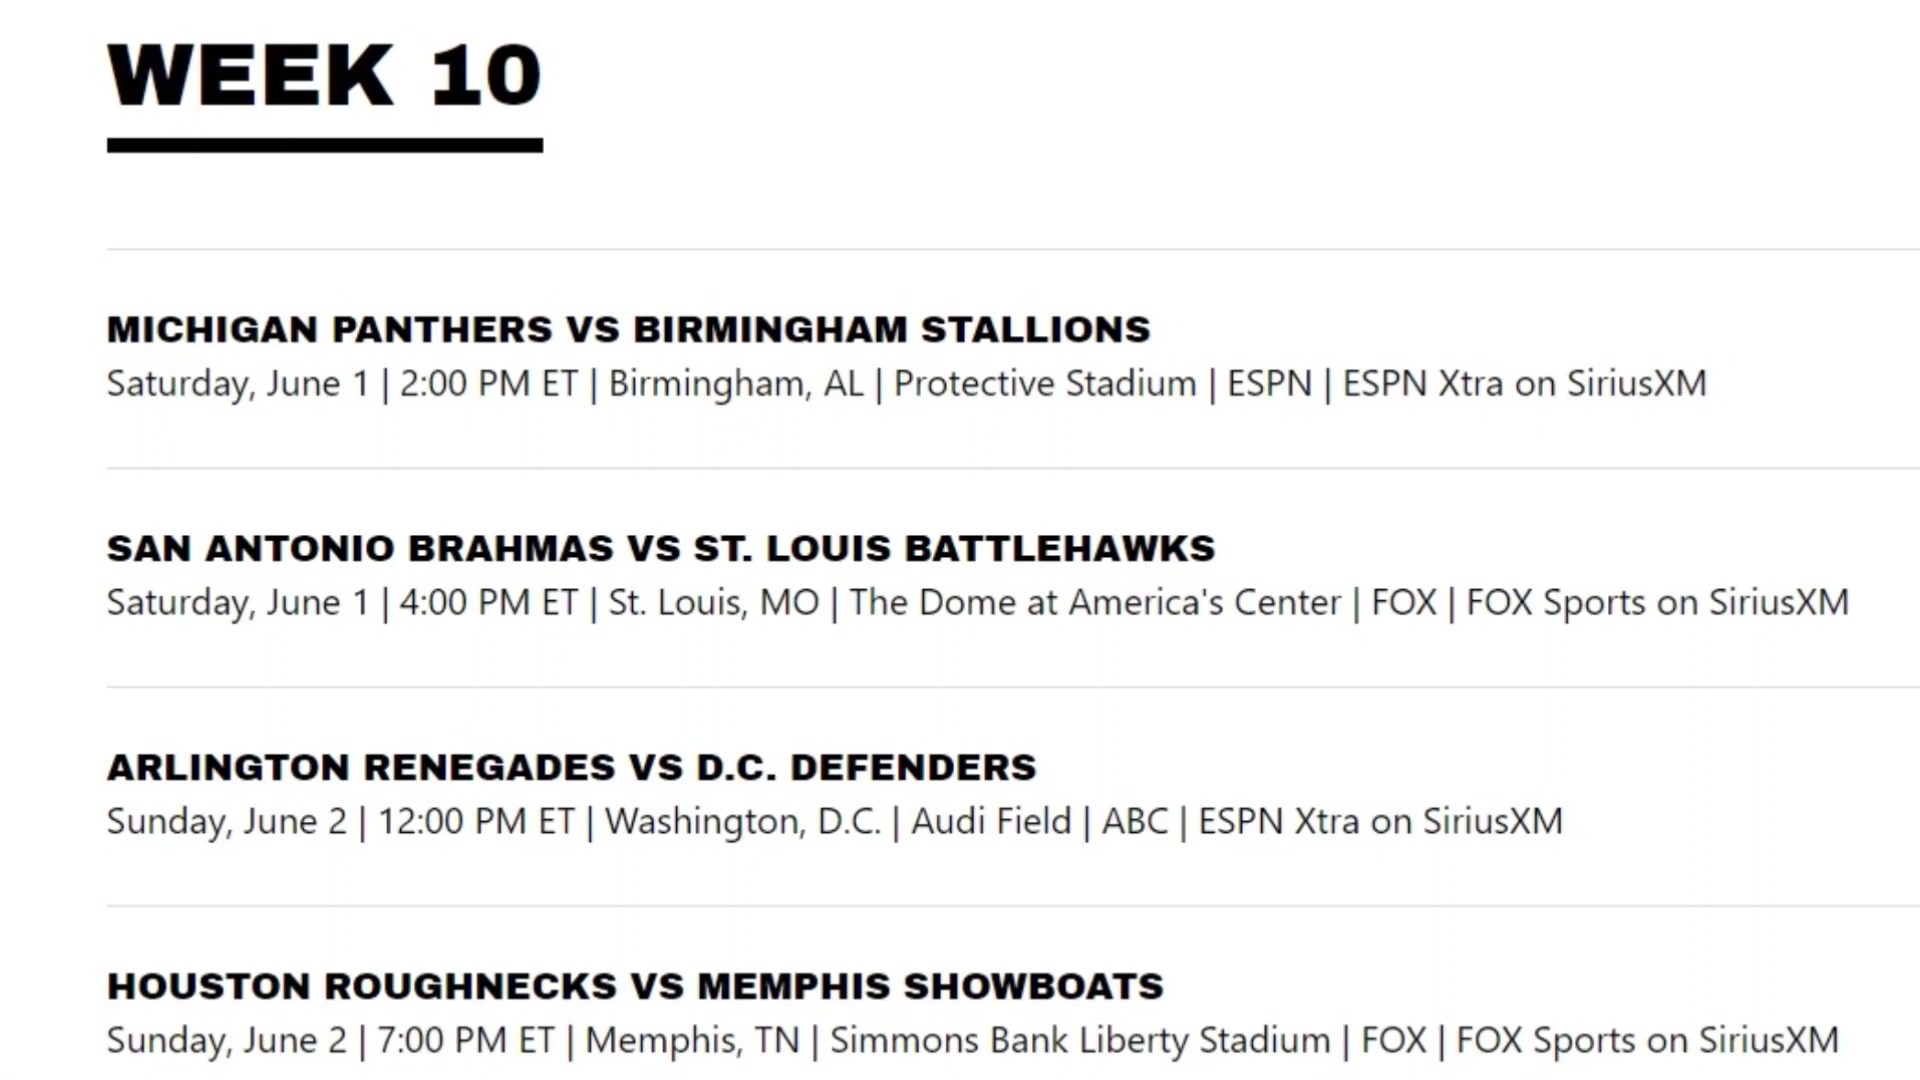 WEEK 10
MICHIGAN PANTHERS VS BIRMINGHAM STALLIONS
Saturday, June 1 | 2:00 PM ET | Birmingham, AL | Protective Stadium | ESPN | ESPN Xtra on SiriusXM
SAN ANTONIO BRAHMAS VS ST. LOUIS BATTLEHAWKS
Saturday, June 1 | 4:00 PM ET | St. Louis, MO | The Dome at America's Center | FOX | FOX Sports on SiriusXM
ARLINGTON RENEGADES VS D.C. DEFENDERS
Sunday, June 2 | 12:00 PM ET | Washington, D.C. | Audi Field | ABC | ESPN Xtra on SiriusXM
HOUSTON ROUGHNECKS VS MEMPHIS SHOWBOATS
Sunday, June 2 | 7:00 PM ET | Memphis, TN | Simmons Bank Liberty Stadium | FOX | FOX Sports on SiriusXM